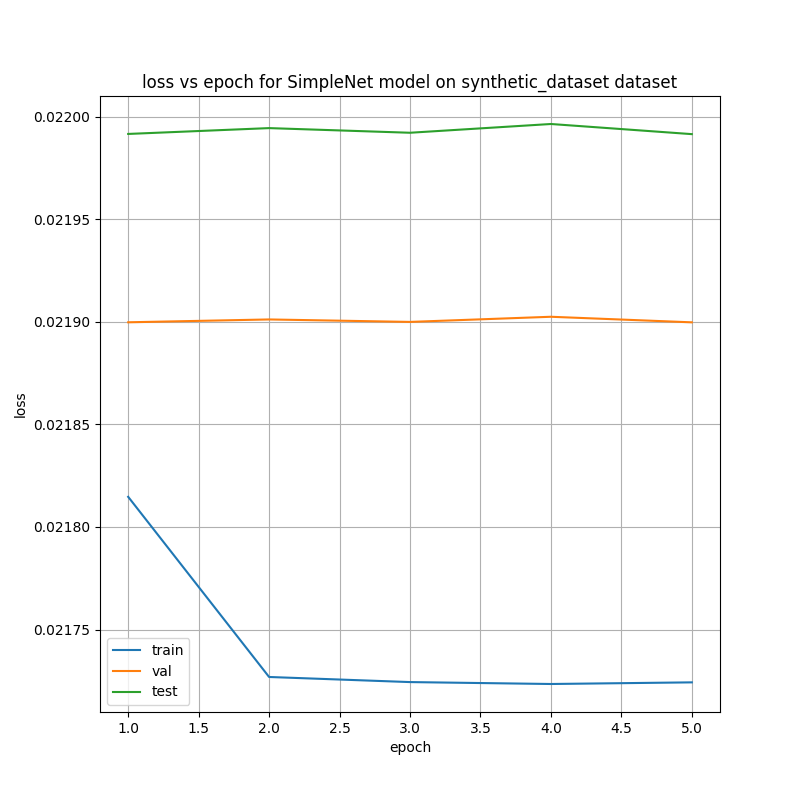 loss vs epoch for SimpleNet model on synthetic_dataset dataset
0.02200
0.02195
0.02190
0.02185
0.02180
0.02175
loss
train
val
test
1.0 1.5 2.0 2.5 3.0 3.5 4.0 4.5 5.0
epoch